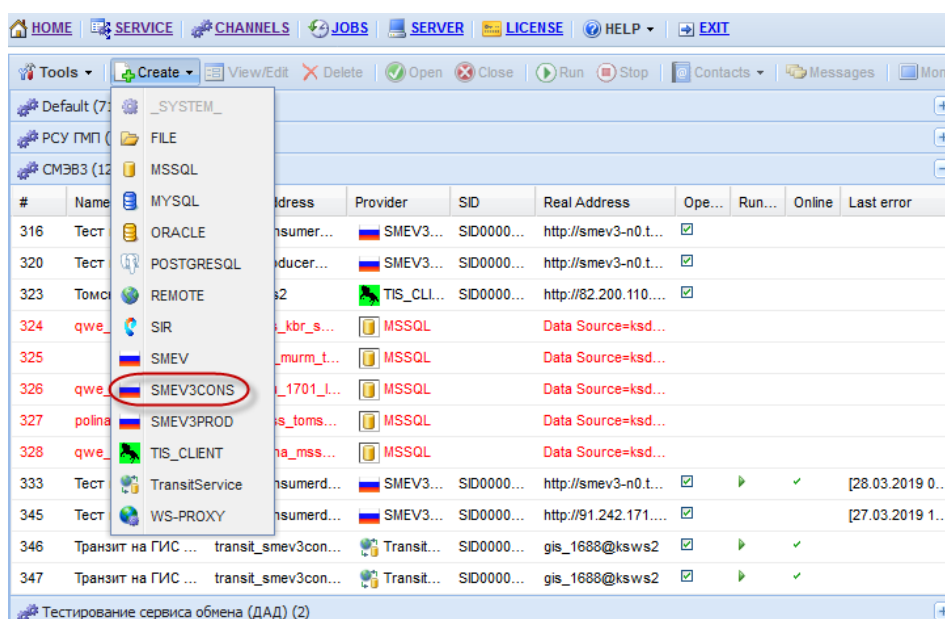 HOME SERVICE CHANNELS JOBS SERVER LICENSE HELP EXIT
Tools Create View/Edit Delete Open Close Run Stop Contacts Messages Mon
Default (71
РСУ ГМП (
СМЭВ3 (12
_SYSTEM_
FILE
MSSQL
MYSQL
ORACLE
POSTGRESQL
REMOTE
SIR
SMEV
SMEV3CONS
SMEV3PROD
TIS_CLIENT
TransitService
WS-PROXY
# Name ddress Provider SID Real Address Ope... Run... Online Last error
316 Тест nsumer... SMEV3... SID0000... http://smev3-n0.t...
320 Тест oducer... SMEV3... SID0000... http://smev3-n0.t...
323 Томс s2 TIS_CLI... SID0000... http://82.200.110....
324 qwe_ s_kbr_s... MSSQL Data Source=ksd...
325 _murm_t... MSSQL Data Source=ksd...
326 qwe_ _1701_l... MSSQL Data Source=ksd...
327 polina ss_toms... MSSQL Data Source=ksd...
328 qwe_ na_mss... MSSQL Data Source=ksd...
333 Тест nsumerd... SMEV3... SID0000... http://smev3-n0.t... [28.03.2019 0...
345 Тест nsumerd... SMEV3... SID0000... http://91.242.171.... [27.03.2019 1...
346 Транзит на ГИС ... transit_smev3con... Transit... SID0000... gis_1688@ksws2
347 Транзит на ГИС ... transit_smev3con... Transit... SID0000... gis_1688@ksws2
Тестирование сервиса обмена (ДАД) (2)